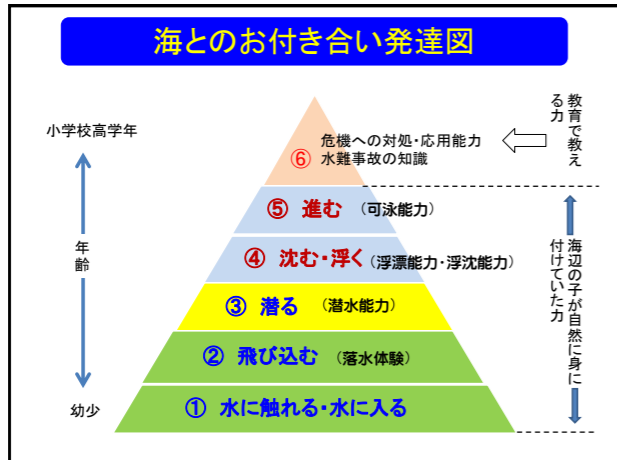 海とのお付き合い発達図
小学校高学年
年齢
幼少
危機への対処・応用能力
⑥ 水難事故の知識
⑤ 進む (可泳能力)
④ 沈む・浮く (浮漂能力・浮沈能力)
③ 潜る (潜水能力)
② 飛び込む (落水体験)
① 水に触れる・水に入る
教育で教え
る力
海辺の子が自然に身に
付けていた力